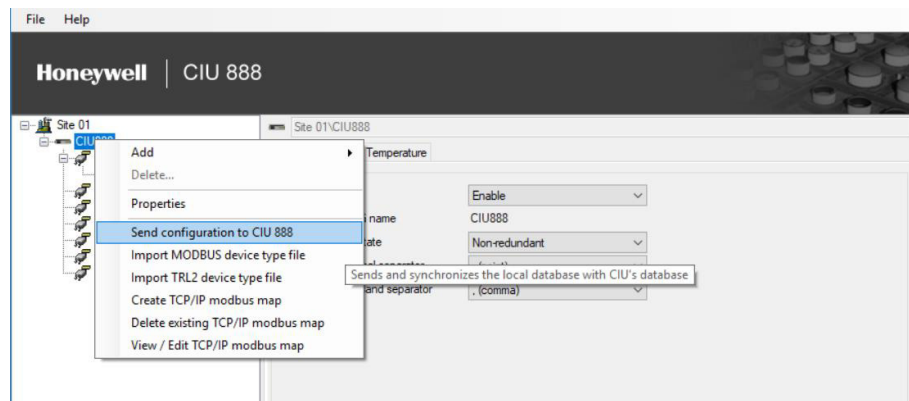 File Help
Honeywell | CIU 888
Site 01
CIU888
Site 01\CIU888
Temperature
Add
Delete...
Properties
Send configuration to CIU 888
Import MODBUS device type file
Import TRL2 device type file
Create TCP/IP modbus map
Delete existing TCP/IP modbus map
View / Edit TCP/IP modbus map
Enable
name
CIU888
Non-redundant
Sends and synchronizes the local database with CIU's database
and separator
, (comma)